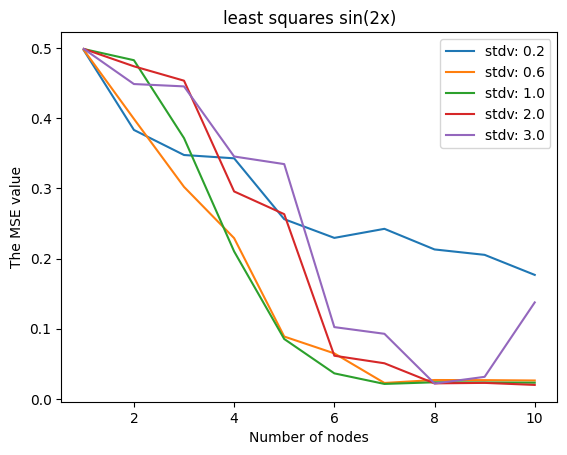 least squares sin(2x)
The MSE value
0.5
0.4
0.3
0.2
0.1
0.0
stdv: 0.2
stdv: 0.6
stdv: 1.0
stdv: 2.0
stdv: 3.0
2 4 6 8 10
Number of nodes